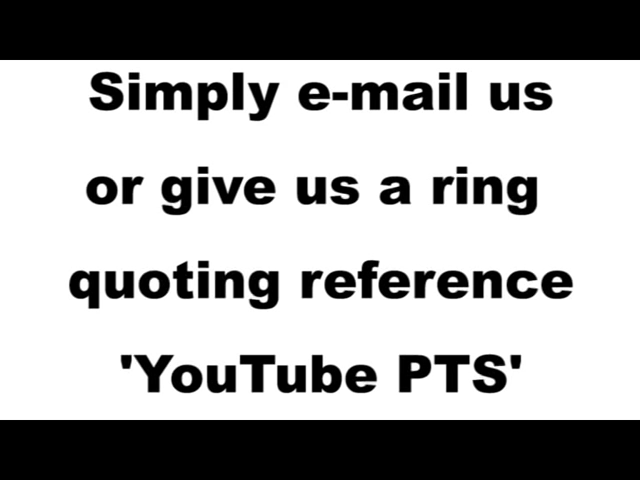 Simply e-mail us
or give us a ring
quoting reference
'YouTube PTS'